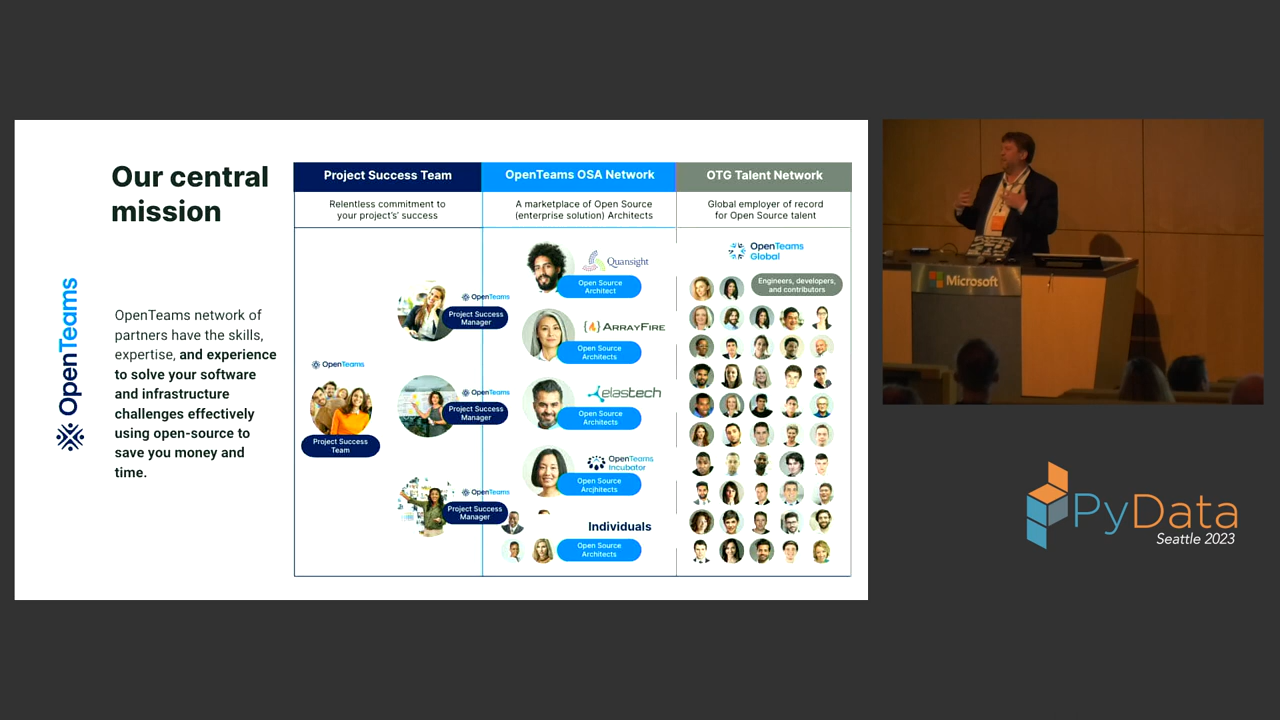 Our central
mission
OpenTeams
OpenTeams network of
partners have the skills,
expertise, and experience
to solve your software
and infrastructure
challenges effectively
using open-source to
save you money and
time.
Project Success Team
Relentless commitment to
your project's' success
OpenTeams
Project Success
Team
OpenTeams
Project Success
Manager
OpenTeams
Project Success
Manager
OpenTeams
Project Success
Manager
OpenTeams OSA Network
A marketplace of Open Source
(enterprise solution) Architects
Quansight
Open Source
Architect
ARRAYFIRE
Open Source
Architects
elastech
Open Source
Architects
OpenTeams
Incubator
Open Source
Architects
Individuals
Open Source
Architects
OTG Talent Network
Global employer of record
for Open Source talent
OpenTeams
Global
Engineers, developers,
and contributors
Microsoft
PyData
Seattle 2023